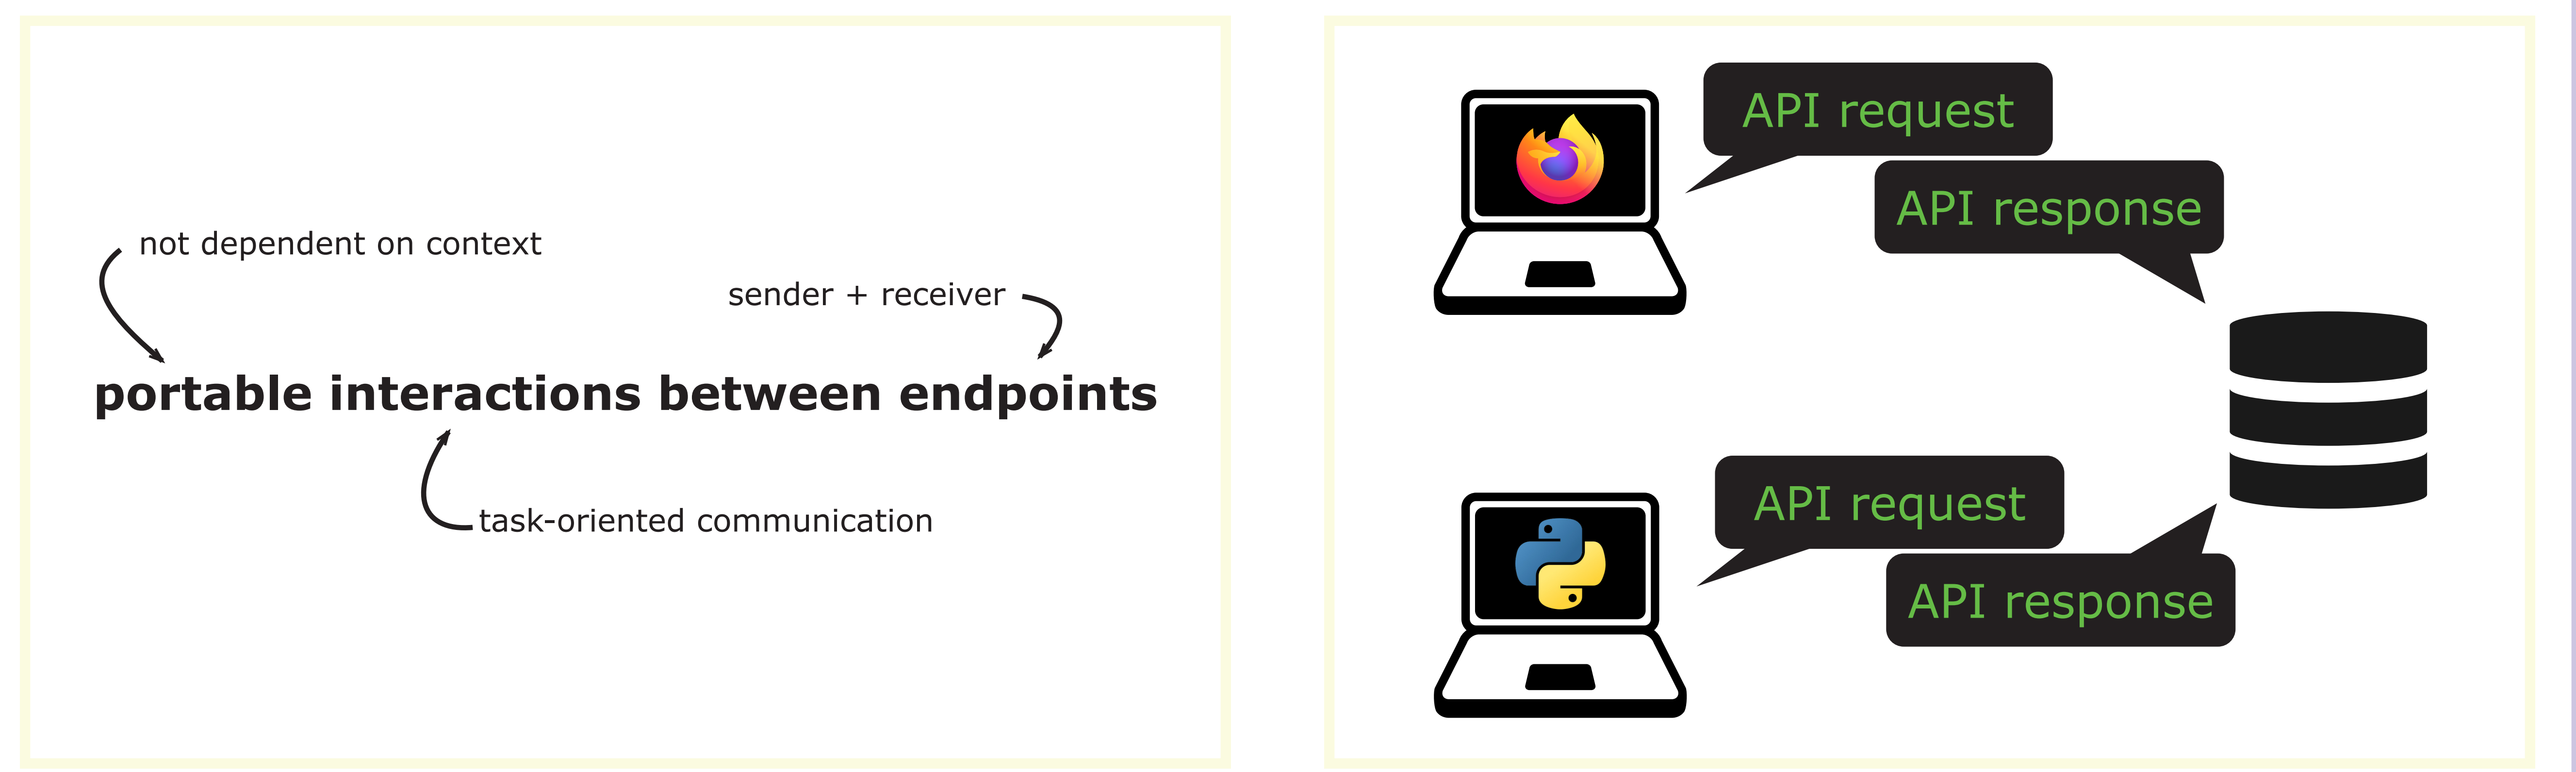 not dependent on context
sender + receiver
portable interactions between endpoints
task-oriented communication
API request
API response
API request
API response